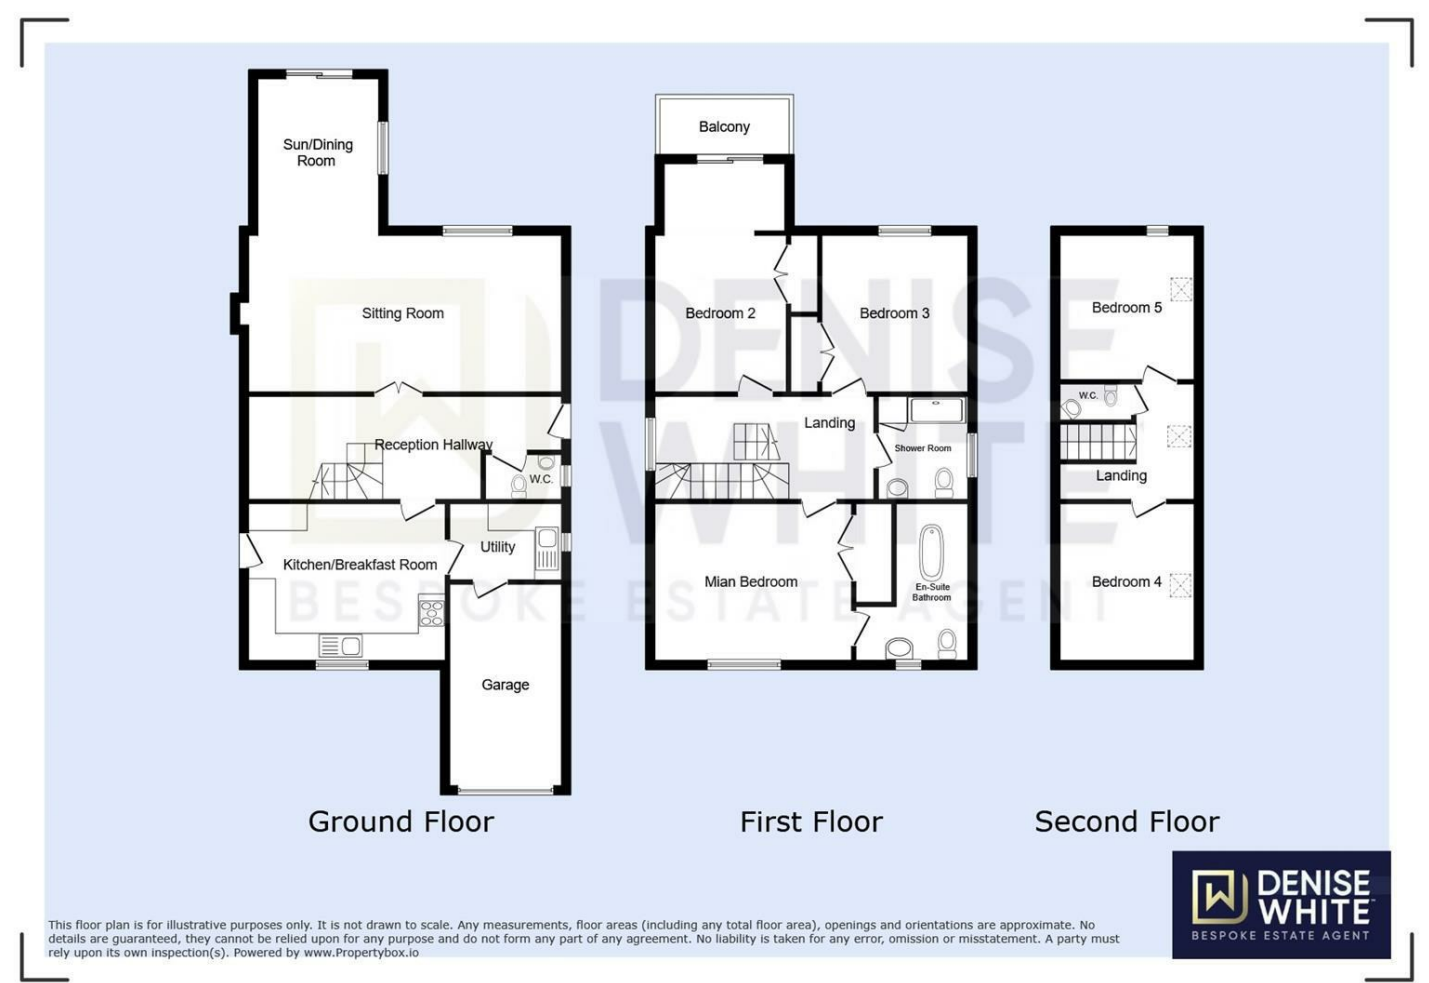 Balcony
Sun/Dining
Room
Sitting Room
Bedroom 2
Bedroom 3
Bedroom 5
Reception Hallway
W.C.
Landing
Shower Room
W.C.
Landing
Kitchen/Breakfast Room
Utility
Mian Bedroom
En-Suite
Bathroom
Bedroom 4
Garage
DENISE
WHITE
BESPOKE ESTATE AGENT
Ground Floor
First Floor
Second Floor
This floor plan is for illustrative purposes only. It is not drawn to scale. Any measurements, floor areas (including any total floor area), openings and orientations are approximate. No
details are guaranteed, they cannot be relied upon for any purpose and do not form any part of any agreement. No liability is taken for any error, omission or misstatement. A party must
rely upon its own inspection(s). Powered by www.Propertybox.io
DENISE
WHITE
BESPOKE ESTATE AGENT